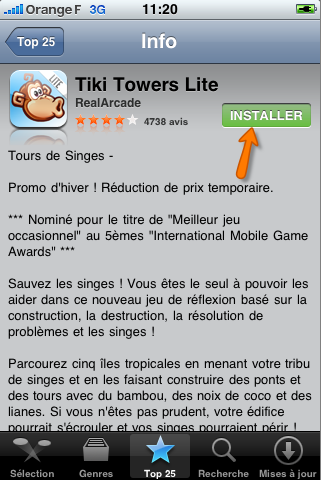 Orange F 3G 11:20
Top 25
Info
Tiki Towers Lite
RealArcade
4738 avis
INSTALLER
Tours de Singes -
Promo d'hiver ! Réduction de prix temporaire.
*** Nominé pour le titre de "Meilleur jeu
occasionnel" au 5èmes "International Mobile Game
Awards" ***
Sauvez les singes ! Vous êtes le seul à pouvoir les
aider dans ce nouveau jeu de réflexion basé sur la
construction, la destruction, la résolution de
problèmes et les singes !
Parcourez cinq îles tropicales en menant votre tribu
de singes et en les faisant construire des ponts et
des tours avec du bambou, des noix de coco et des
lianes. Si vous n'êtes pas prudent, votre édifice
pourrait s'écrouler et vos singes pourraient périr !
Sélection Genres Top 25 Recherche Mises à jour